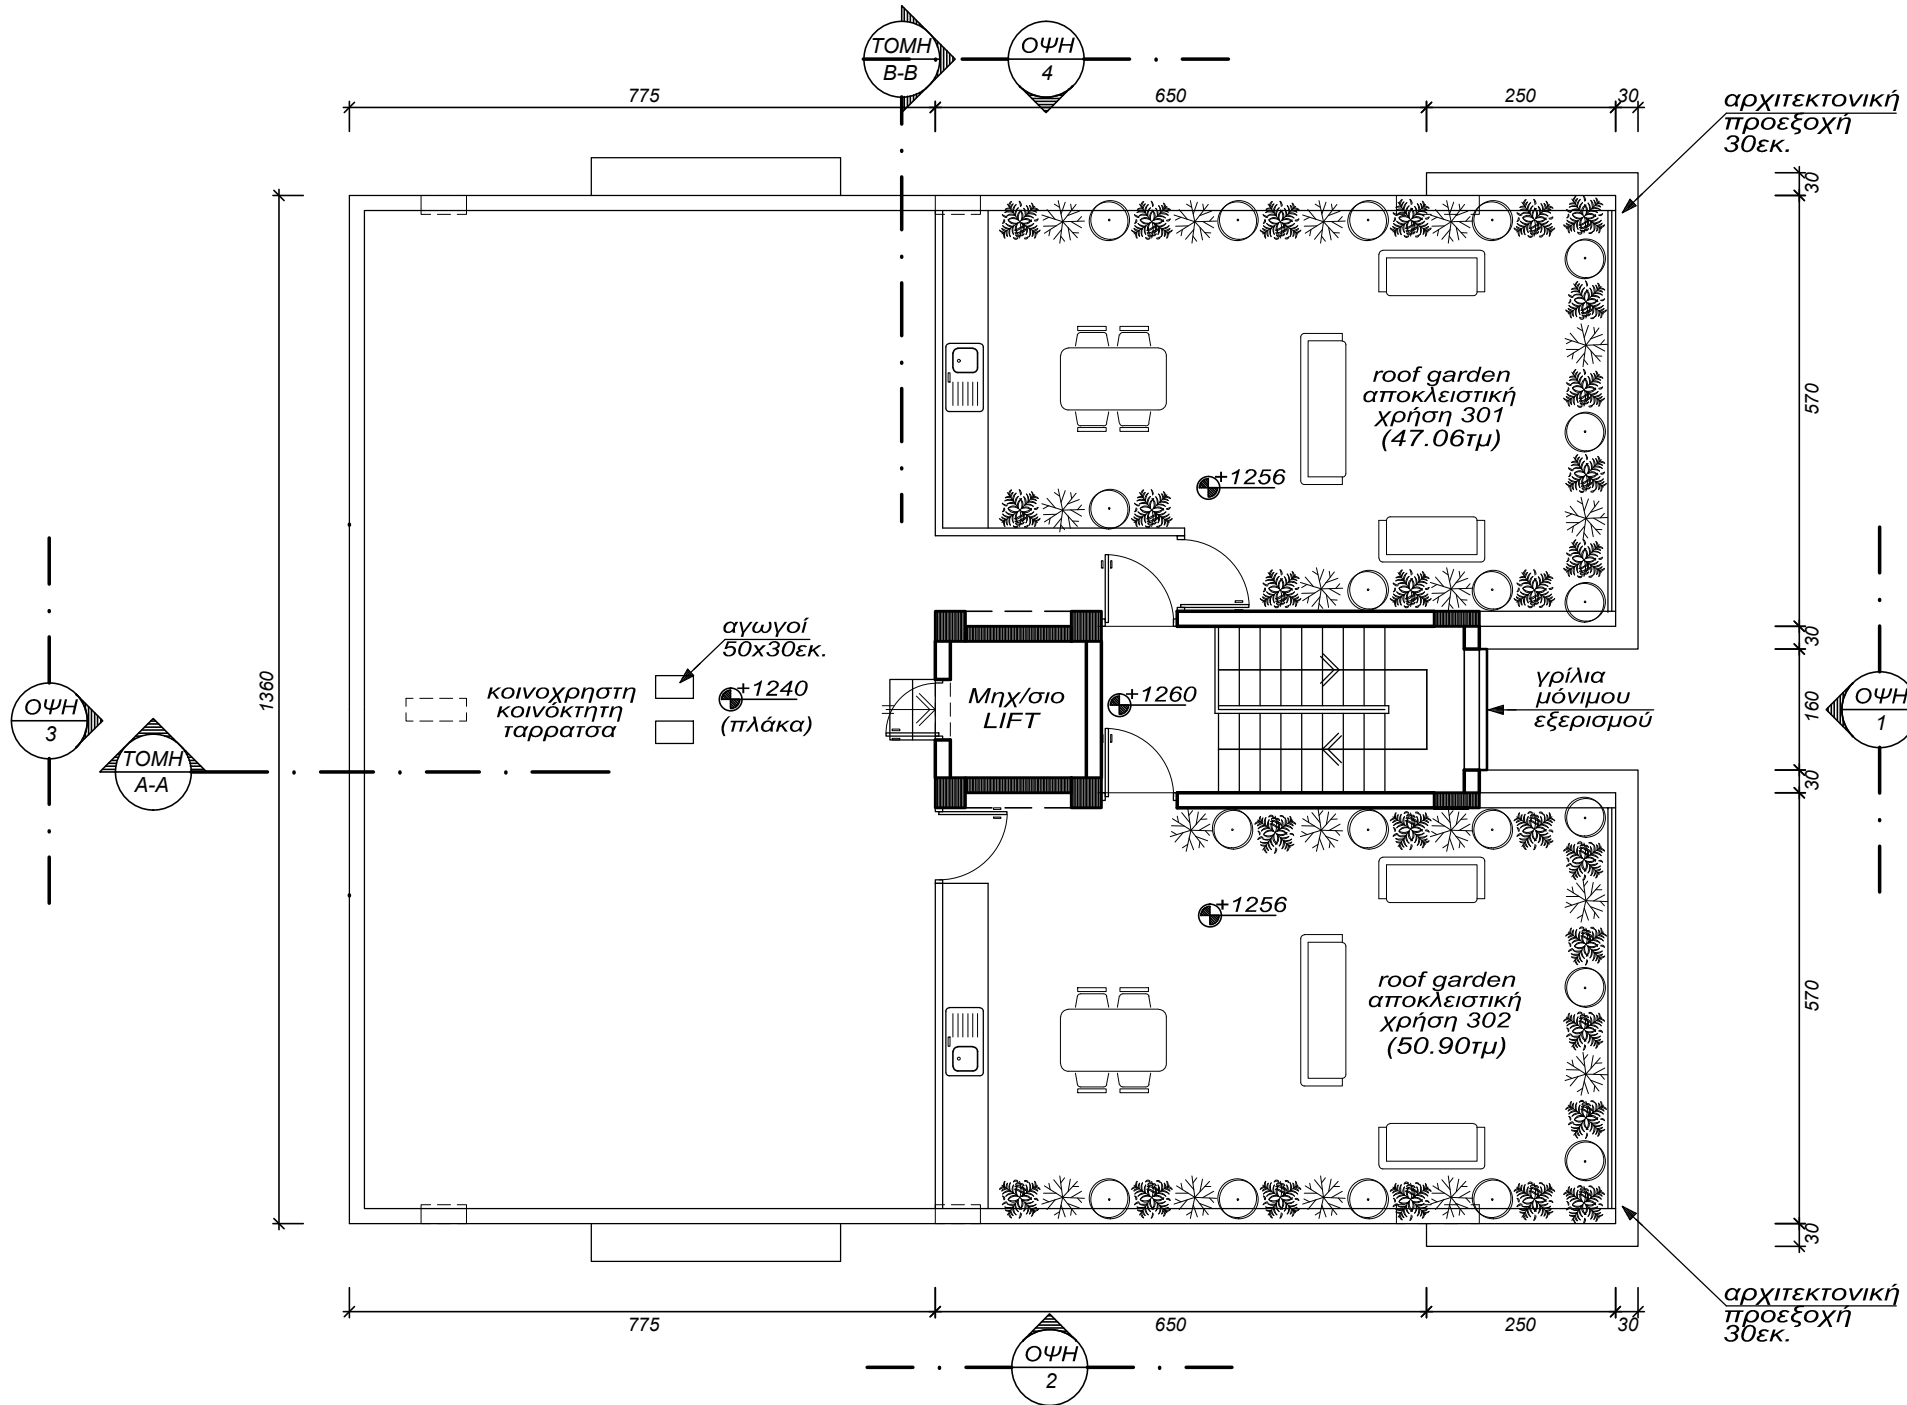 ΤΟΜΗ
Β-Β
ΟΨΗ
4
775
650
250
30
αρχιτεκτονική
προεξοχή
30εκ.
30
roof garden
αποκλειστική
χρήση 301
(47.06τμ)
570
+1256
αγωγοί
50x30εκ.
30
1360
κοινοχρηστη
κοινόκτητη
ταρρατσα
+1240
(πλάκα)
Μηχ/σιο
LIFT
+1260
γρίλια
μόνιμου
εξερισμού
160
ΟΨΗ
3
ΟΨΗ
1
ΤΟΜΗ
Α-Α
30
+1256
roof garden
αποκλειστική
χρήση 302
(50.90τμ)
570
30
αρχιτεκτονική
προεξοχή
30εκ.
775
650
250
30
ΟΨΗ
2